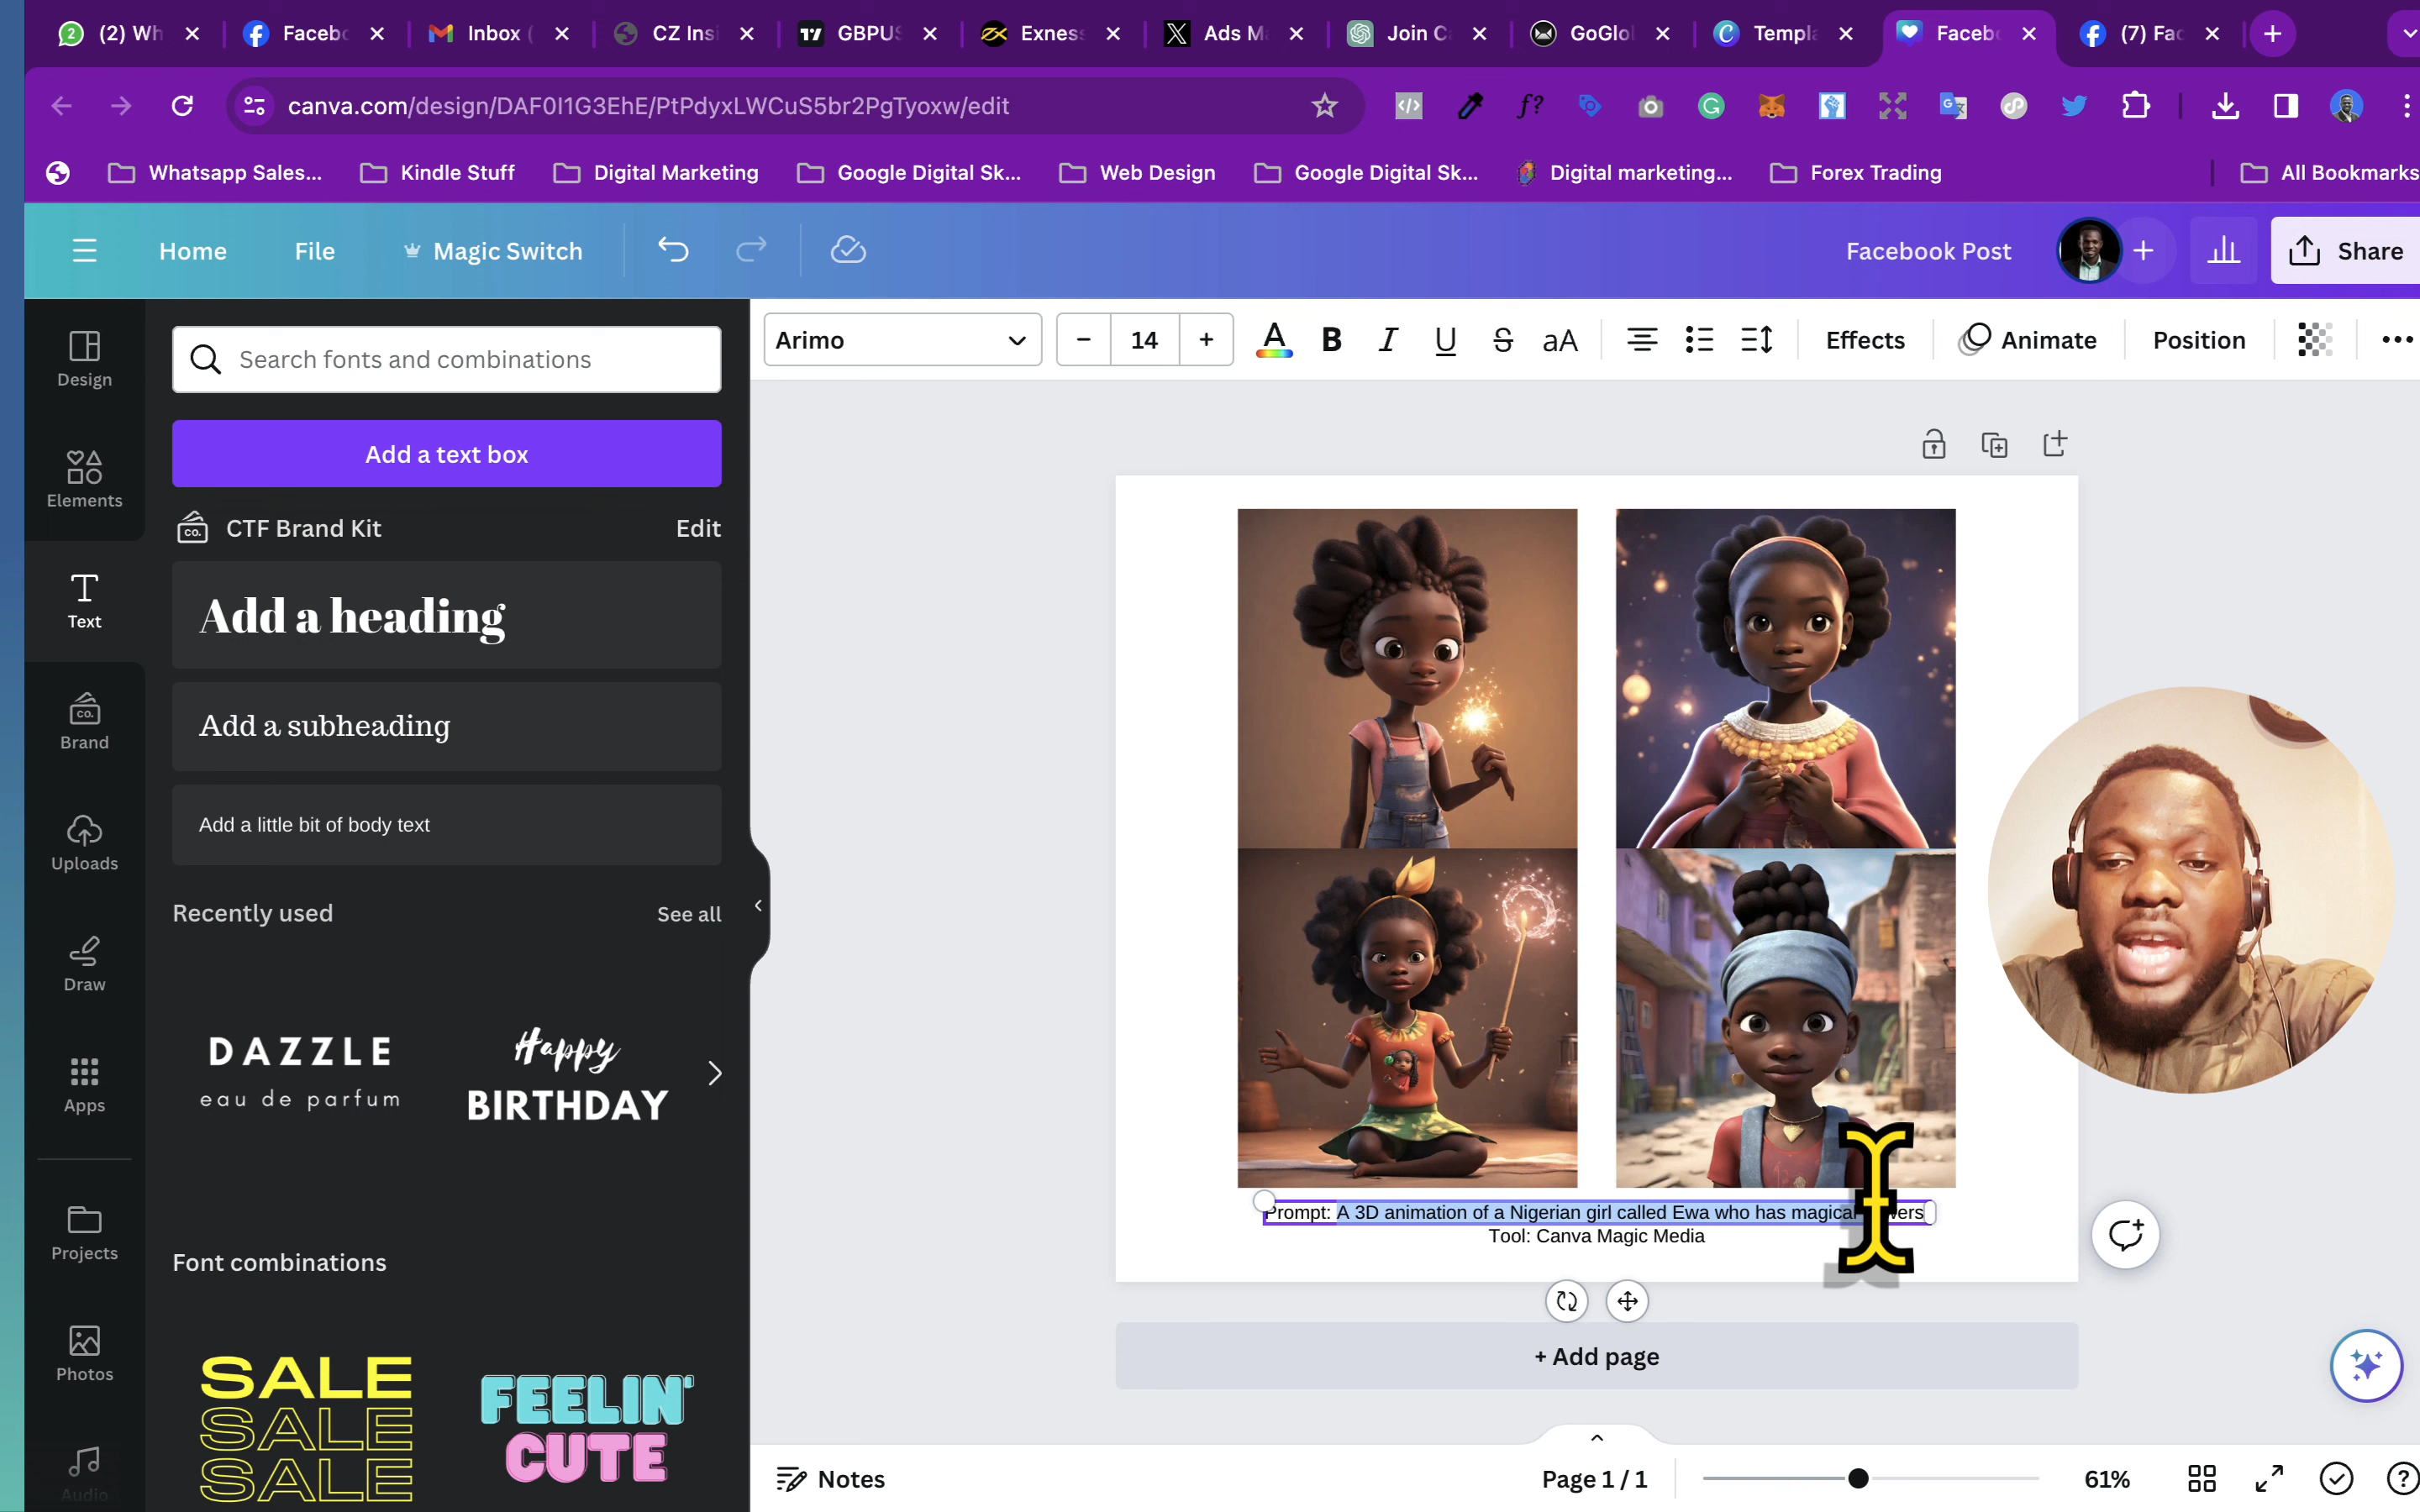 (2) Wh
Facebo
Inbox (
CZ Insi
GBPUS
Exness
Ads M
Join C
GoGlol
Templa
Facebo
(7) Fac
canva.com/design/DAF0I1G3EhE/PtPdyxLWCuS5br2PgTyoxw/edit
Whatsapp Sales...
Kindle Stuff
Digital Marketing
Google Digital Sk...
Web Design
Google Digital Sk...
Digital marketing...
Forex Trading
All Bookmarks
Home
File
Magic Switch
Facebook Post
Share
Design
Elements
Text
Brand
Uploads
Draw
Apps
Projects
Photos
Audio
Search fonts and combinations
Add a text box
CTF Brand Kit
Edit
Add a heading
Add a subheading
Add a little bit of body text
Recently used
See all
DAZZLE
eau de parfum
Happy
BIRTHDAY
Font combinations
SALE
SALE
SALE
FEELIN'
CUTE
Arimo
14
aA
Effects
Animate
Position
Prompt: A 3D animation of a Nigerian girl called Ewa who has magical
Tool: Canva Magic Media
+ Add page
Notes
Page 1 / 1
61%